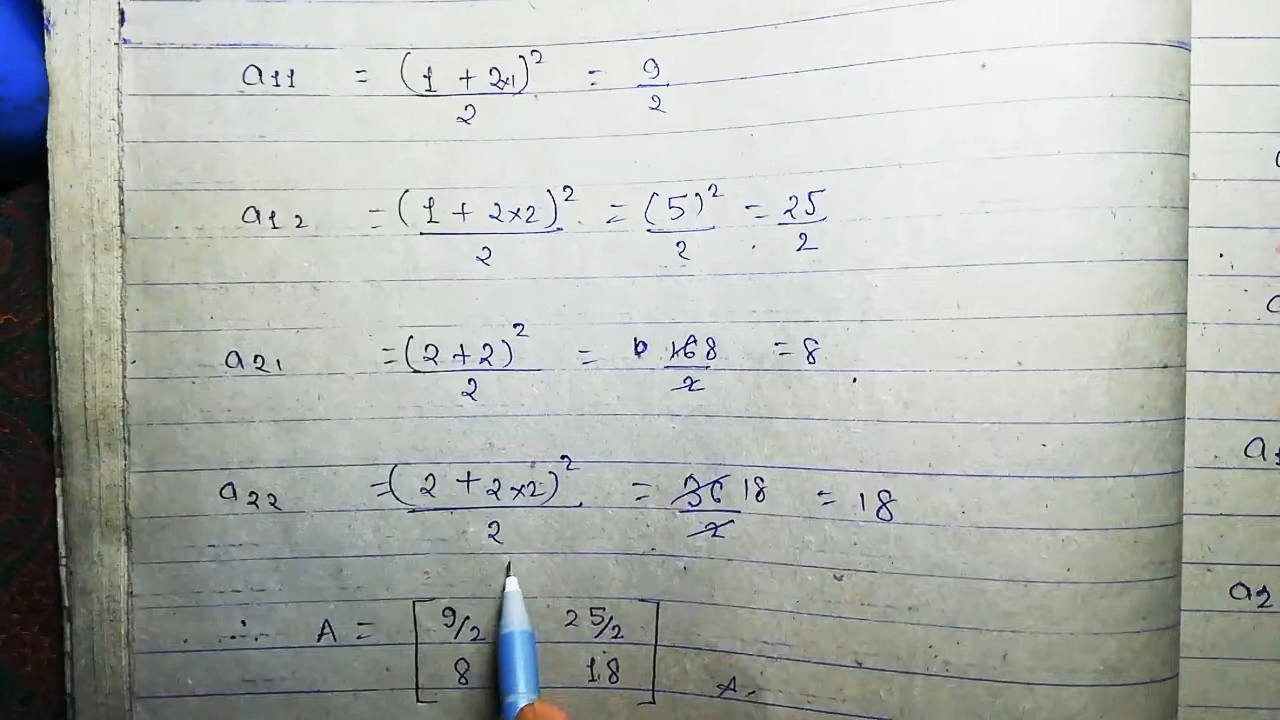 a11 = (1 + 2×1)² / 2 = 9/2
a12 = (1 + 2×2)² / 2 = (5)² / 2 = 25/2
a21 = (2 + 2)² / 2 = 16 8 / 2 = 8
a22 = (2 + 2×2)² / 2 = 36 18 / 2 = 18
∴ A = [ 9/2 25/2
8 18 ] A.
a2